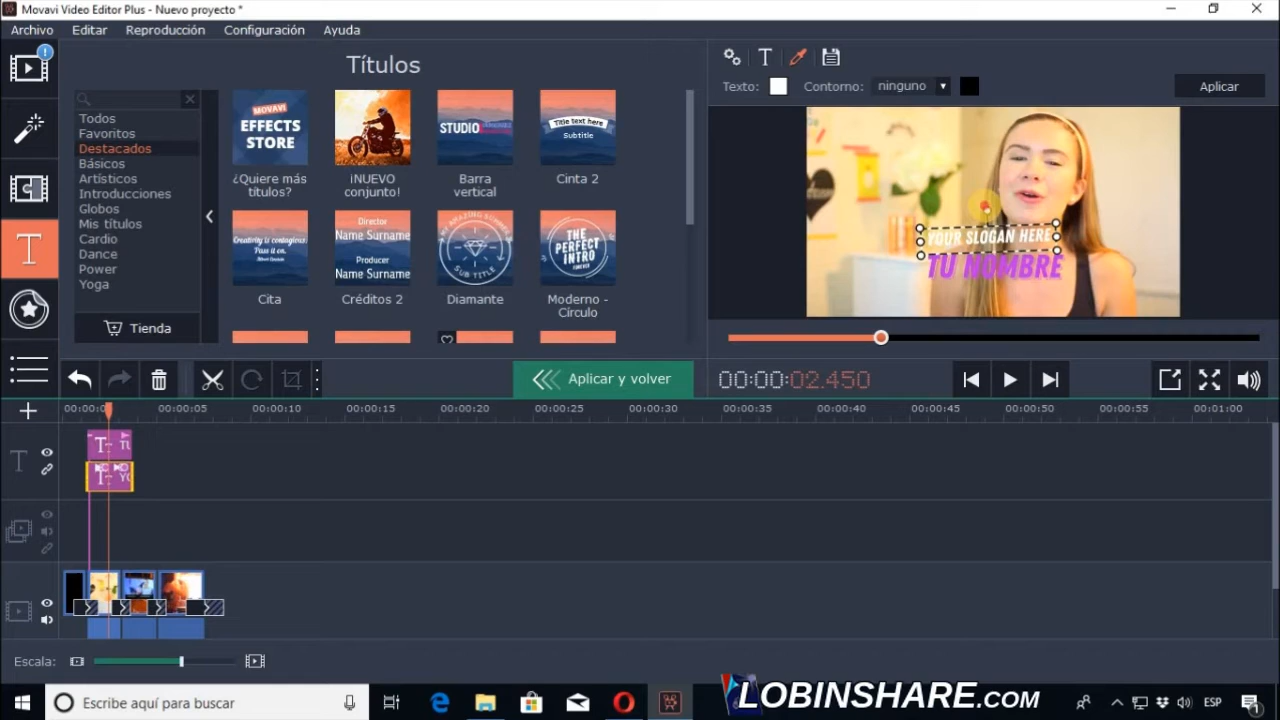 Movavi Video Editor Plus - Nuevo proyecto *
Archivo Editar Reproducción Configuración Ayuda
Títulos
Texto: Contorno: ninguno Aplicar
Todos
Favoritos
Destacados
Básicos
Artísticos
Introducciones
Globos
Mis títulos
Cardio
Dance
Power
Yoga
Tienda
MOVAVI
EFFECTS
STORE
¿Quiere más
títulos?
¡NUEVO
conjunto!
STUDIO
Barra
vertical
Title text here
Subtitle
Cinta 2
Creativity is contagious.
Pass it on.
Cita
Director
Name Surname
Producer
Name Surname
Créditos 2
SUB TITLE
Diamante
THE
PERFECT
INTRO
Moderno -
Círculo
YOUR SLOGAN HERE
TU NOMBRE
Aplicar y volver
00:00:02.450
00:00:0 00:00:05 00:00:10 00:00:15 00:00:20 00:00:25 00:00:30 00:00:35 00:00:40 00:00:45 00:00:50 00:00:55 00:01:00
Escala:
Escribe aquí para buscar
LOBINSHARE.COM
ESP
1